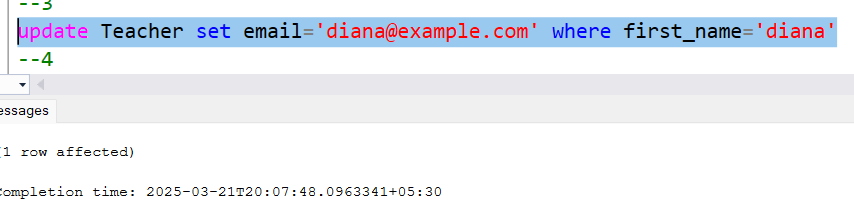 --3
update Teacher set email='diana@example.com' where first_name='diana'
--4
essages
1 row affected)
Completion time: 2025-03-21T20:07:48.0963341+05:30